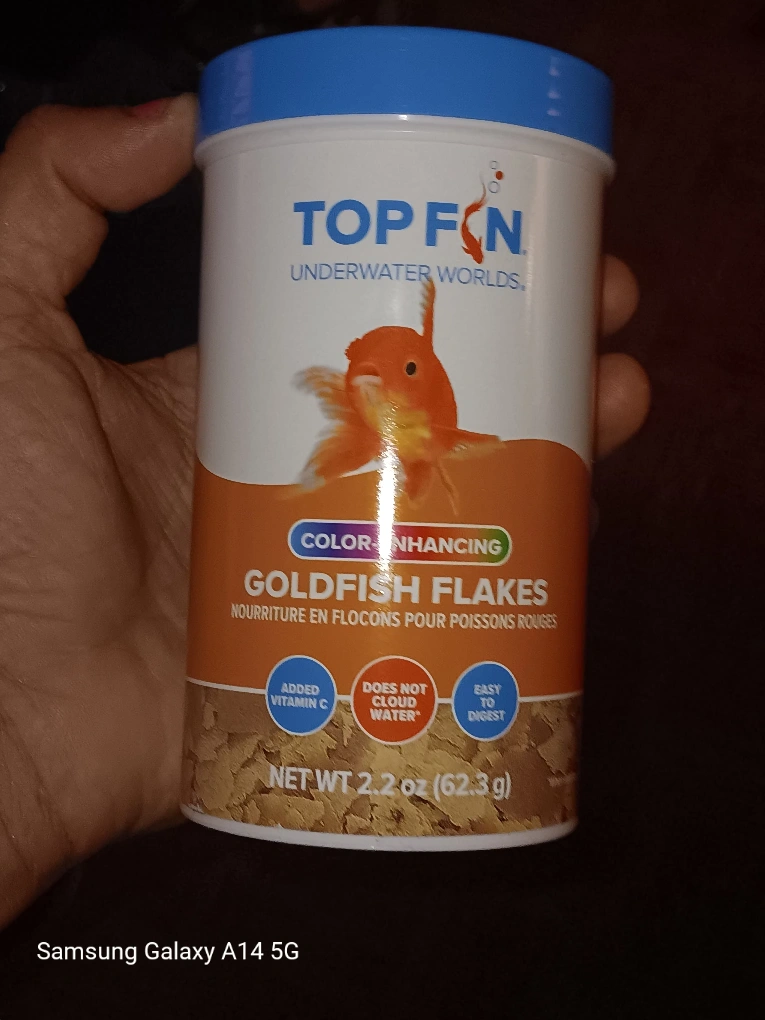 TOP FIN.
UNDERWATER WORLDS.
COLOR-ENHANCING
GOLDFISH FLAKES
NOURRITURE EN FLOCONS POUR POISSONS ROUGES
ADDED
VITAMIN C
DOES NOT
CLOUD
WATER*
EASY
TO
DIGEST
NET WT 2.2 oz (62.3 g)
Samsung Galaxy A14 5G